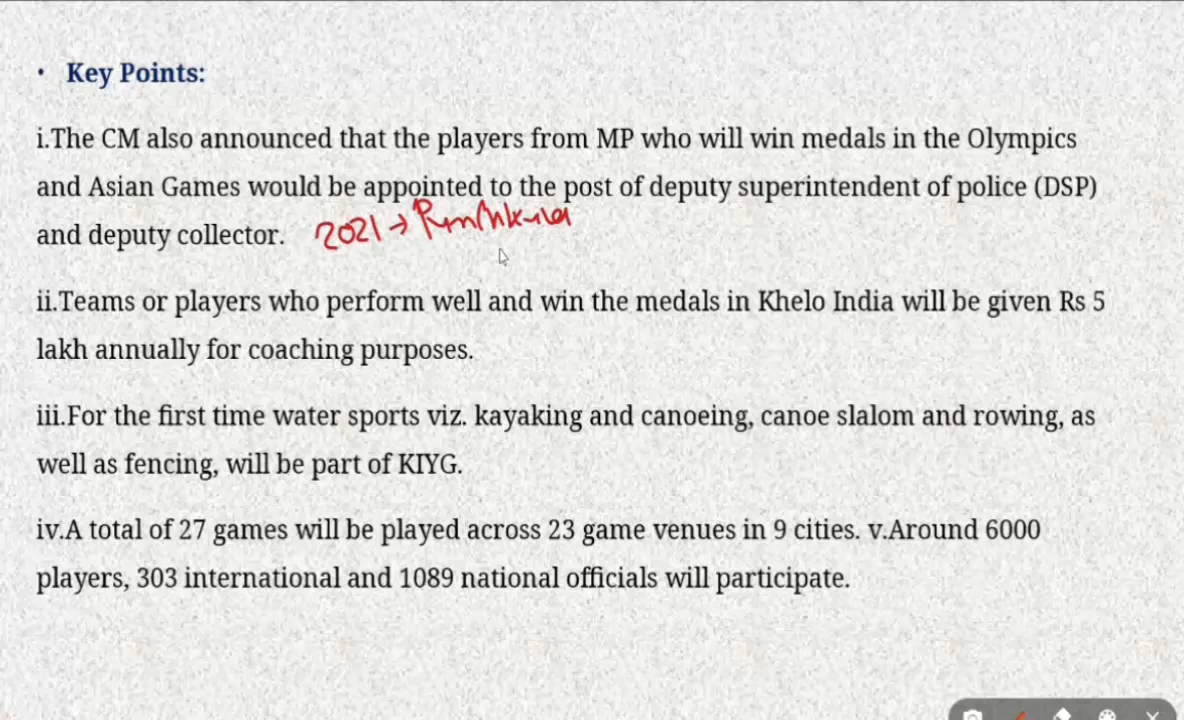 • Key Points:
i.The CM also announced that the players from MP who will win medals in the Olympics
and Asian Games would be appointed to the post of deputy superintendent of police (DSP)
and deputy collector. 2021 →
ii.Teams or players who perform well and win the medals in Khelo India will be given Rs 5
lakh annually for coaching purposes.
iii.For the first time water sports viz. kayaking and canoeing, canoe slalom and rowing, as
well as fencing, will be part of KIYG.
iv.A total of 27 games will be played across 23 game venues in 9 cities. v.Around 6000
players, 303 international and 1089 national officials will participate.